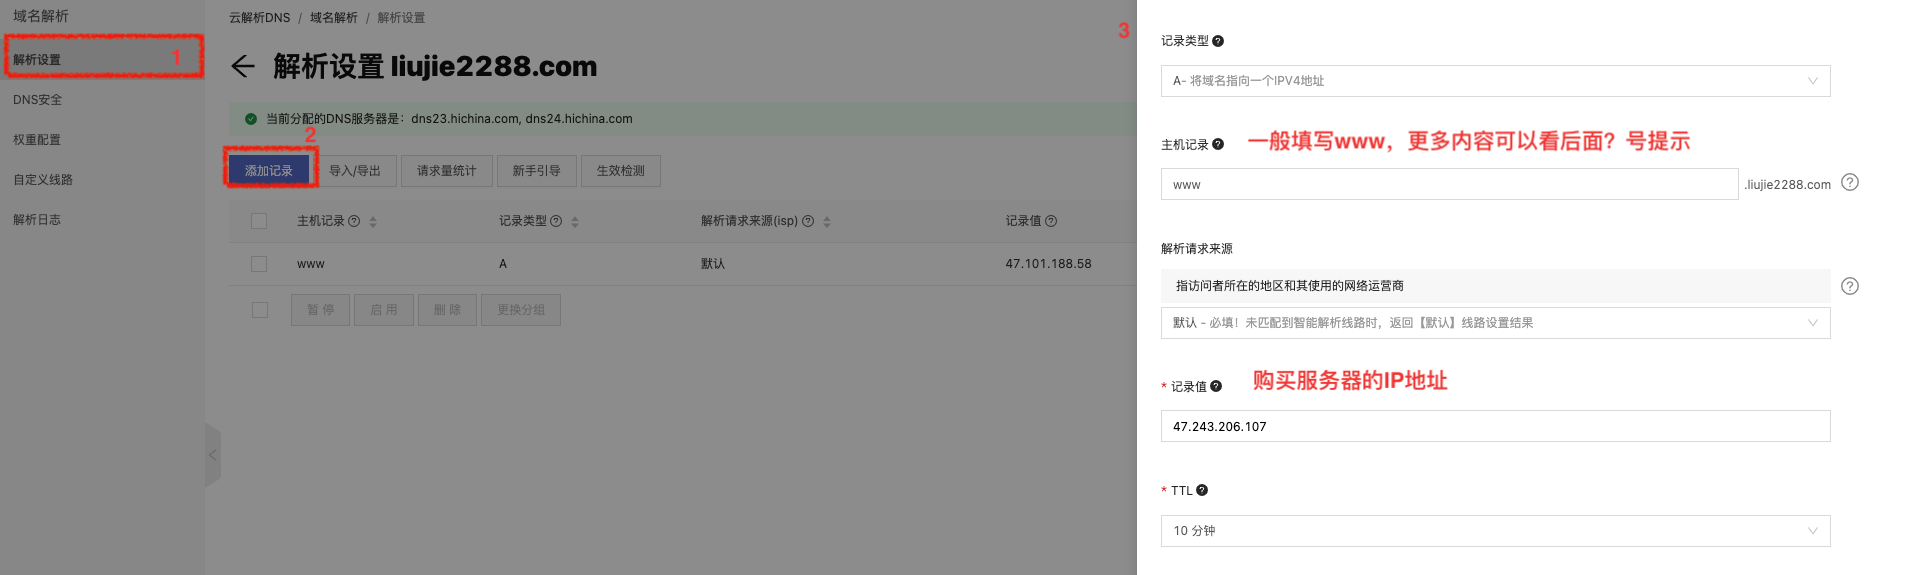 域名解析
解析设置
1
DNS安全
权重配置
自定义线路
解析日志
云解析DNS / 域名解析 / 解析设置
解析设置 liujie2288.com
当前分配的DNS服务器是：dns23.hichina.com, dns24.hichina.com
2
添加记录 导入/导出 请求量统计 新手引导 生效检测
主机记录 记录类型 解析请求来源(isp) 记录值
www A 默认 47.101.188.58
暂 停 启 用 删 除 更换分组
3
记录类型
A- 将域名指向一个IPV4地址
主机记录 一般填写www，更多内容可以看后面？号提示
www .liujie2288.com
解析请求来源
指访问者所在的地区和其使用的网络运营商
默认 - 必填！未匹配到智能解析线路时，返回【默认】线路设置结果
* 记录值 购买服务器的IP地址
47.243.206.107
* TTL
10 分钟